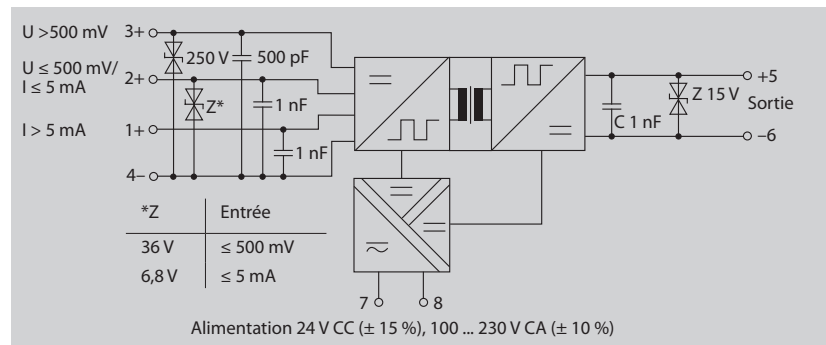 U >500 mV 3+
250 V 500 pF
U ≤ 500 mV/
I ≤ 5 mA 2+
Z* 1 nF
I > 5 mA 1+
1 nF
4–
+5
Z 15 V Sortie
C 1 nF
–6
*Z Entrée
36 V ≤ 500 mV
6,8 V ≤ 5 mA
7 8
Alimentation 24 V CC (± 15 %), 100 ... 230 V CA (± 10 %)